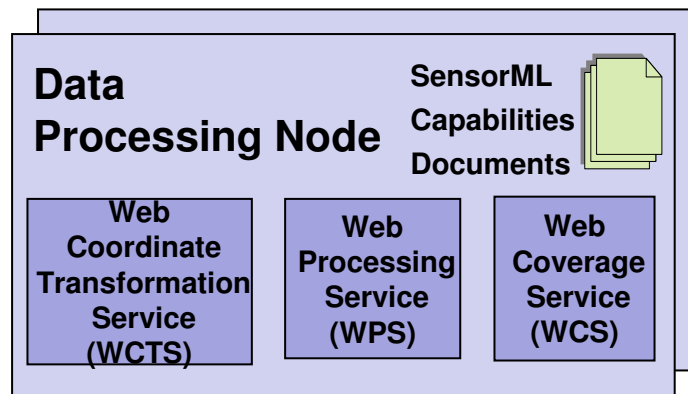 Data
Processing Node
SensorML
Capabilities
Documents
Web
Coordinate
Transformation
Service
(WCTS)
Web
Processing
Service
(WPS)
Web
Coverage
Service
(WCS)